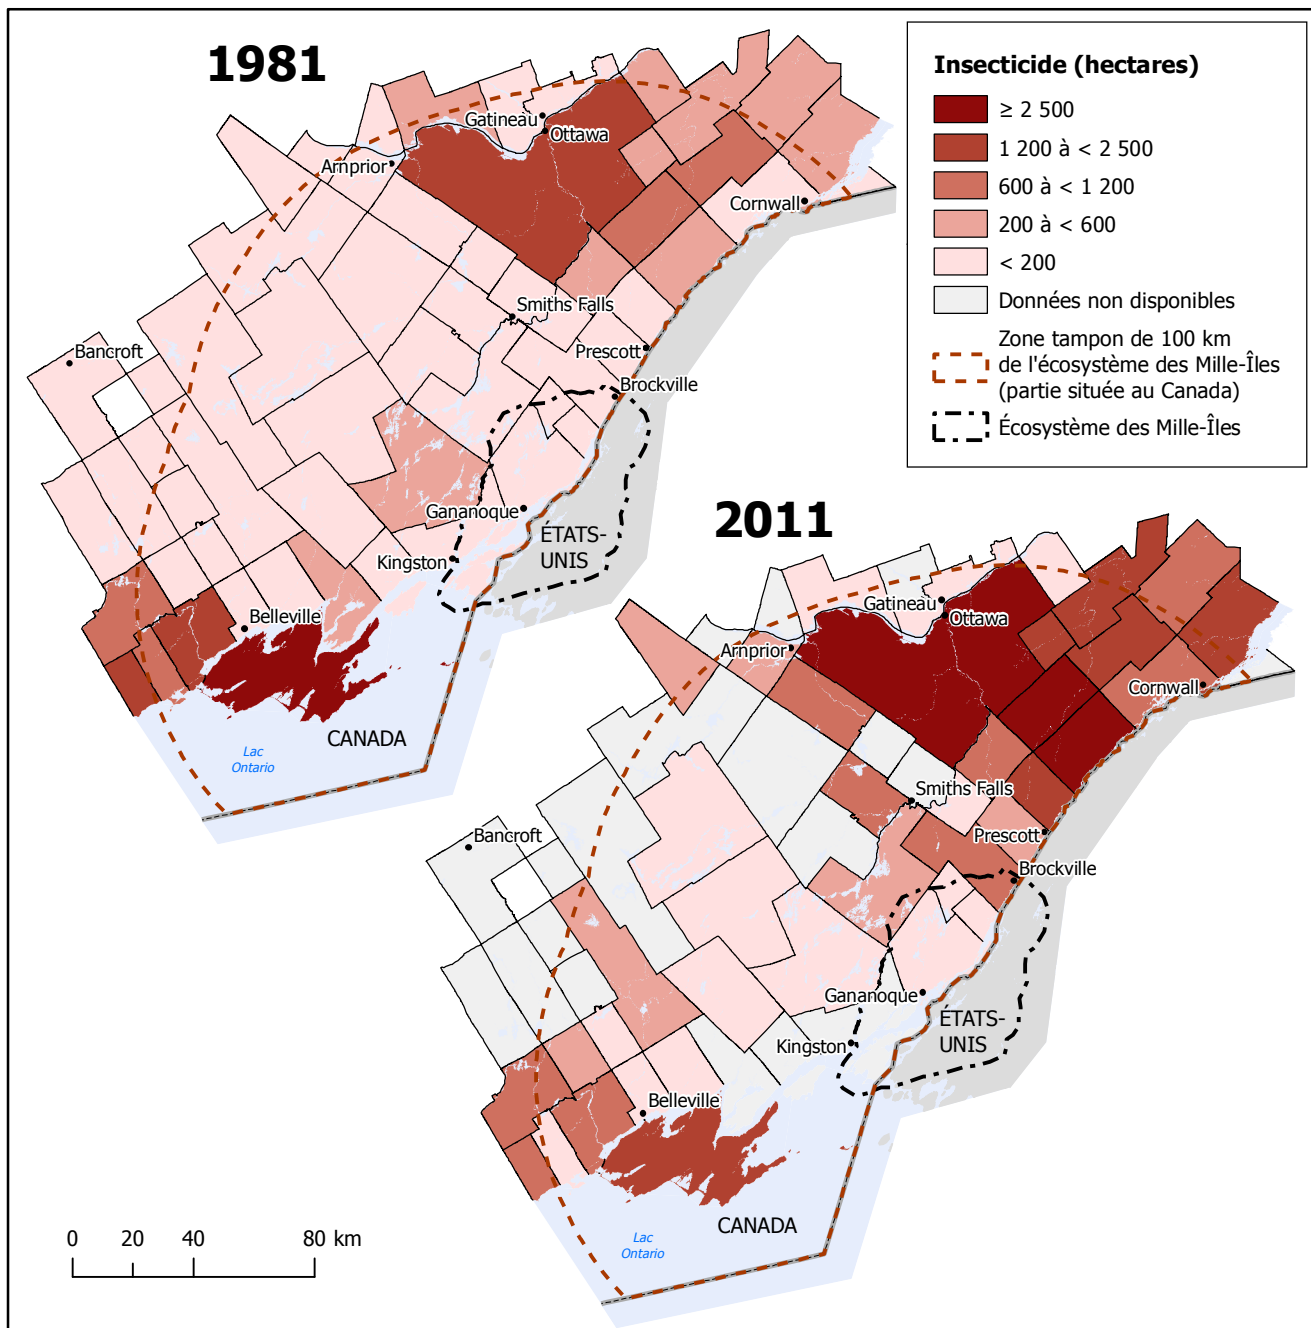 1981
Gatineau
Ottawa
Arnprior
Cornwall
Smiths Falls
Prescott
Bancroft
Brockville
Gananoque
ÉTATS-
UNIS
Kingston
Belleville
CANADA
Lac
Ontario
Insecticide (hectares)
≥ 2 500
1 200 à < 2 500
600 à < 1 200
200 à < 600
< 200
Données non disponibles
Zone tampon de 100 km
de l'écosystème des Mille-Îles
(partie située au Canada)
Écosystème des Mille-Îles
2011
Gatineau
Ottawa
Arnprior
Cornwall
Smiths Falls
Prescott
Bancroft
Brockville
Gananoque
ÉTATS-
UNIS
Kingston
Belleville
CANADA
Lac
Ontario
0 20 40 80 km